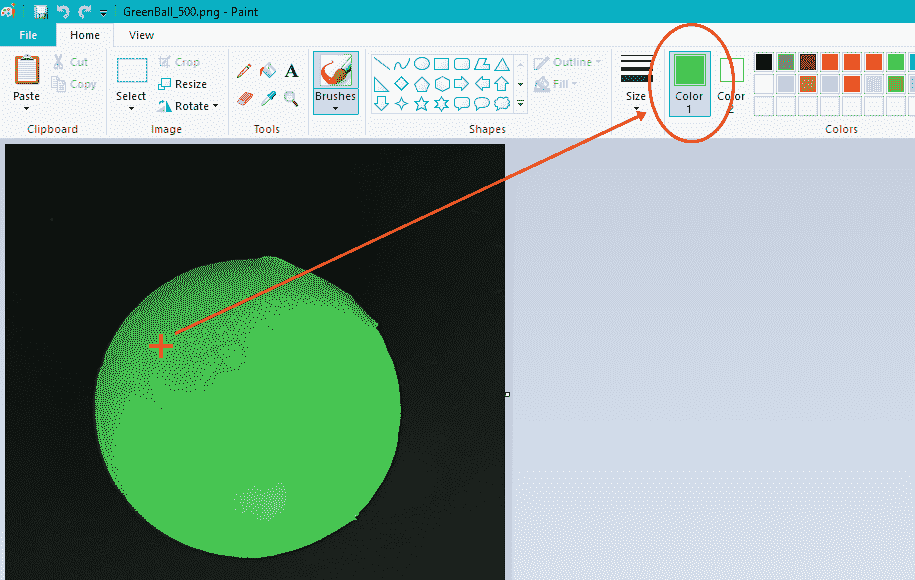 GreenBall_500.png - Paint
File Home View
Paste
Cut
Copy
Clipboard
Select
Crop
Resize
Rotate
Image
Tools
Brushes
Outline
Fill
Shapes
Size
Color
1
Color
2
Colors